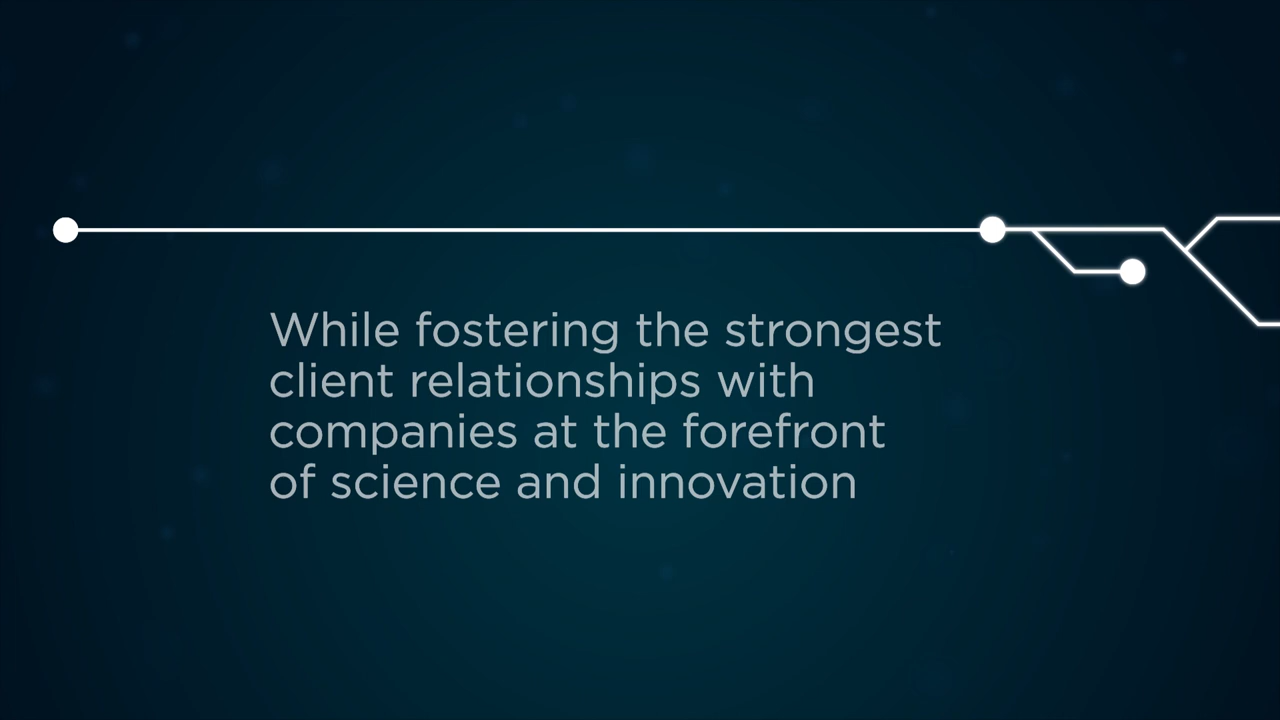 While fostering the strongest
client relationships with
companies at the forefront
of science and innovation